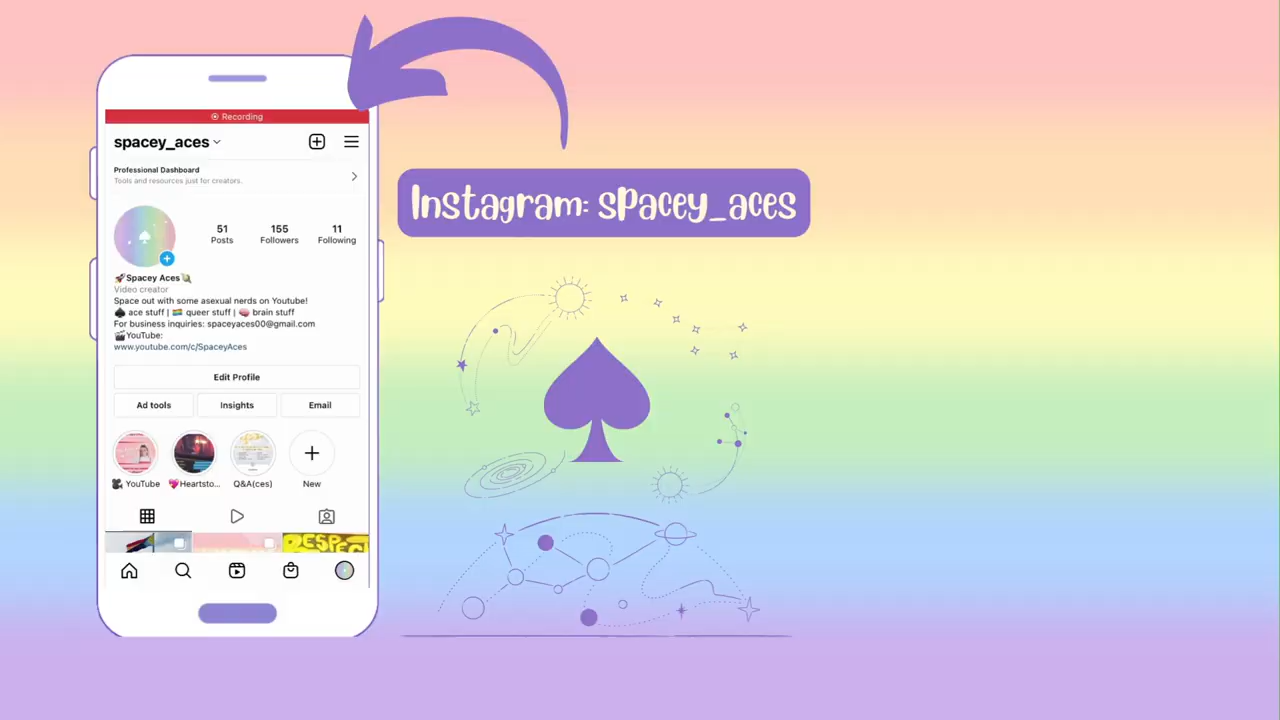 Recording
spacey_aces
Professional Dashboard
Tools and resources just for creators.
51 155 11
Posts Followers Following
🚀Spacey Aces🪐
Video creator
Space out with some asexual nerds on Youtube!
♠️ ace stuff | 🏳️‍🌈 queer stuff | 🧠 brain stuff
For business inquiries: spaceyaces00@gmail.com
🎬YouTube:
www.youtube.com/c/SpaceyAces
Edit Profile
Ad tools Insights Email
🎥 YouTube 💖Heartsto... Q&A(ces) New
RESPEC
Instagram: spacey_aces